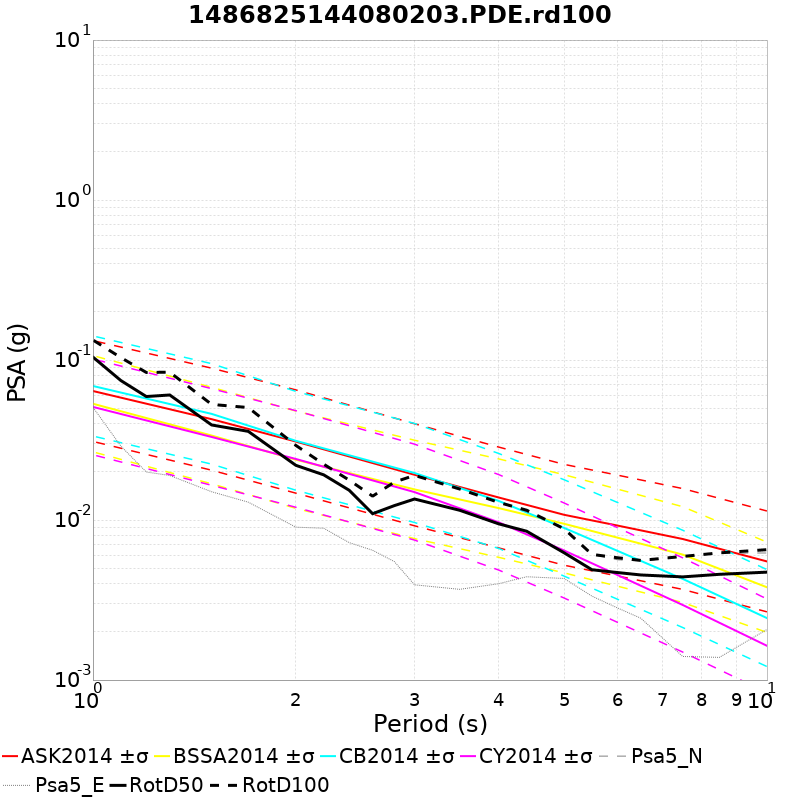 1486825144080203.PDE.rd100
10^1
10^0
10^-1
10^-2
10^-3
PSA (g)
10^0 2 3 4 5 6 7 8 9 10^1
Period (s)
ASK2014 ±σ BSSA2014 ±σ CB2014 ±σ CY2014 ±σ Psa5_N
Psa5_E RotD50 RotD100